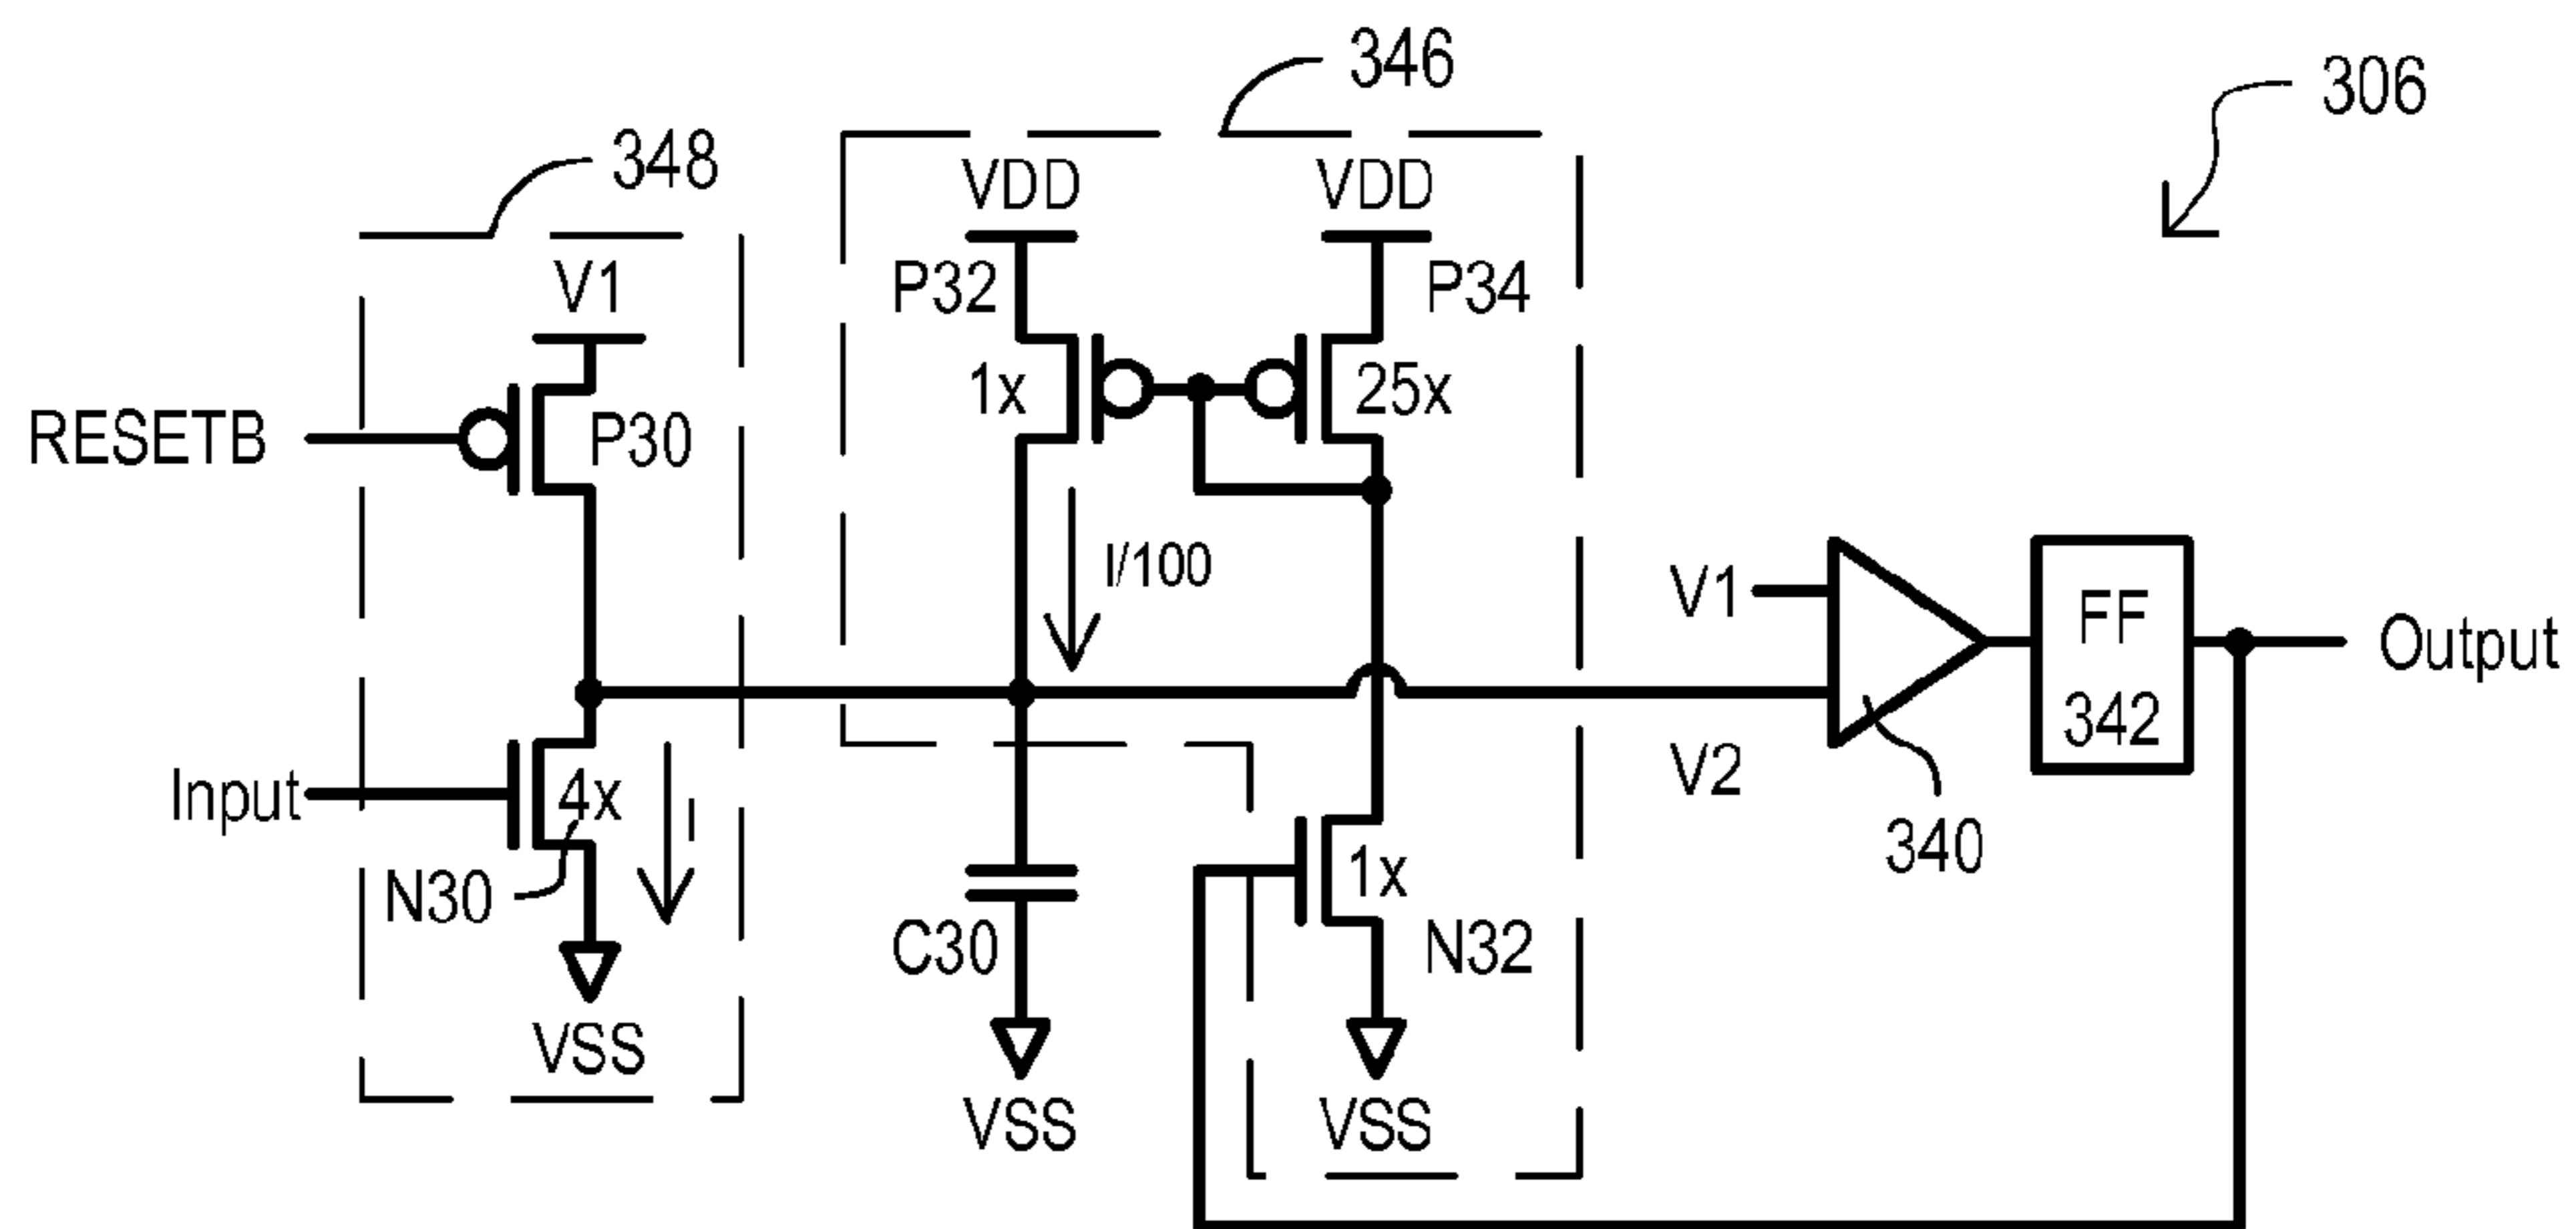 346
306
348
VDD
VDD
P32
P34
V1
1x
25x
RESETB
P30
I/100
V1
FF
342
Output
V2
Input
4x
I
340
1x
N30
C30
N32
VSS
VSS
VSS